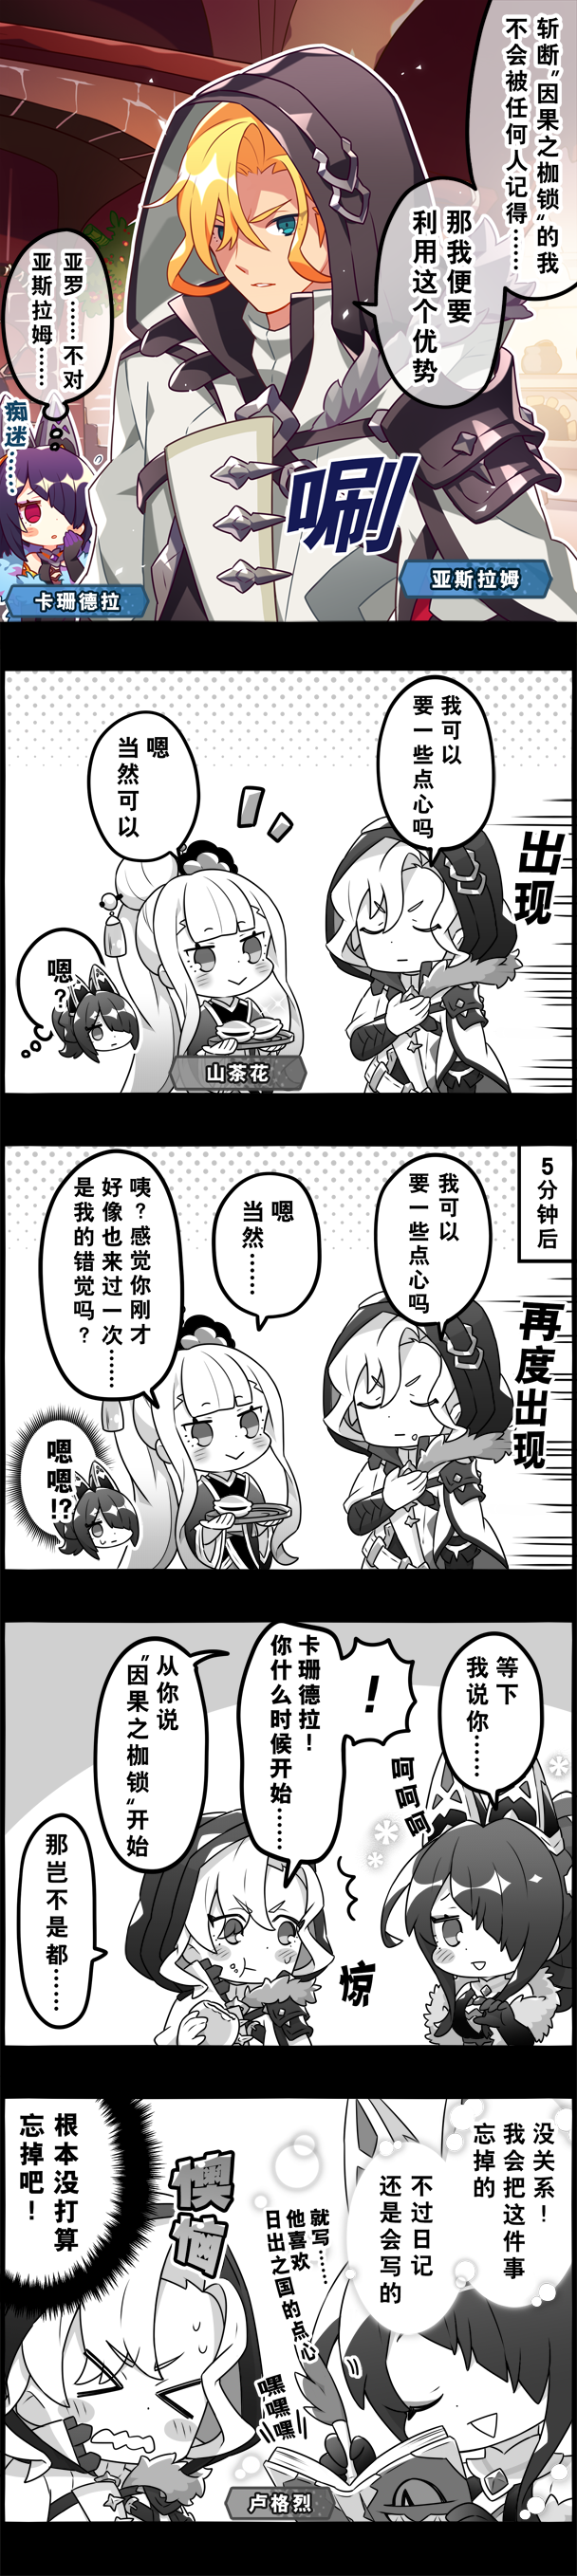 斩断"因果之枷锁"的我
不会被任何人记得……
那我便要
利用这个优势
亚罗……不对
亚斯拉姆……
痴迷……
唰
亚斯拉姆
卡珊德拉
出现
我可以
要一些点心吗
嗯
当然可以
嗯?
山茶花
5分钟后
再度出现
我可以
要一些点心吗
嗯
当然……
咦?感觉你刚才
好像也来过一次……
是我的错觉吗?
嗯嗯!?
等下
我说你……
呵呵呵
!
卡珊德拉!
你什么时候开始……
惊
从你说
"因果之枷锁"开始
那岂不是都……
没关系!
我会把这件事
忘掉的
不过日记
还是会写的
就写……
他喜欢
日出之国的点心
嘿嘿嘿
懊恼
根本没打算
忘掉吧!
卢格烈